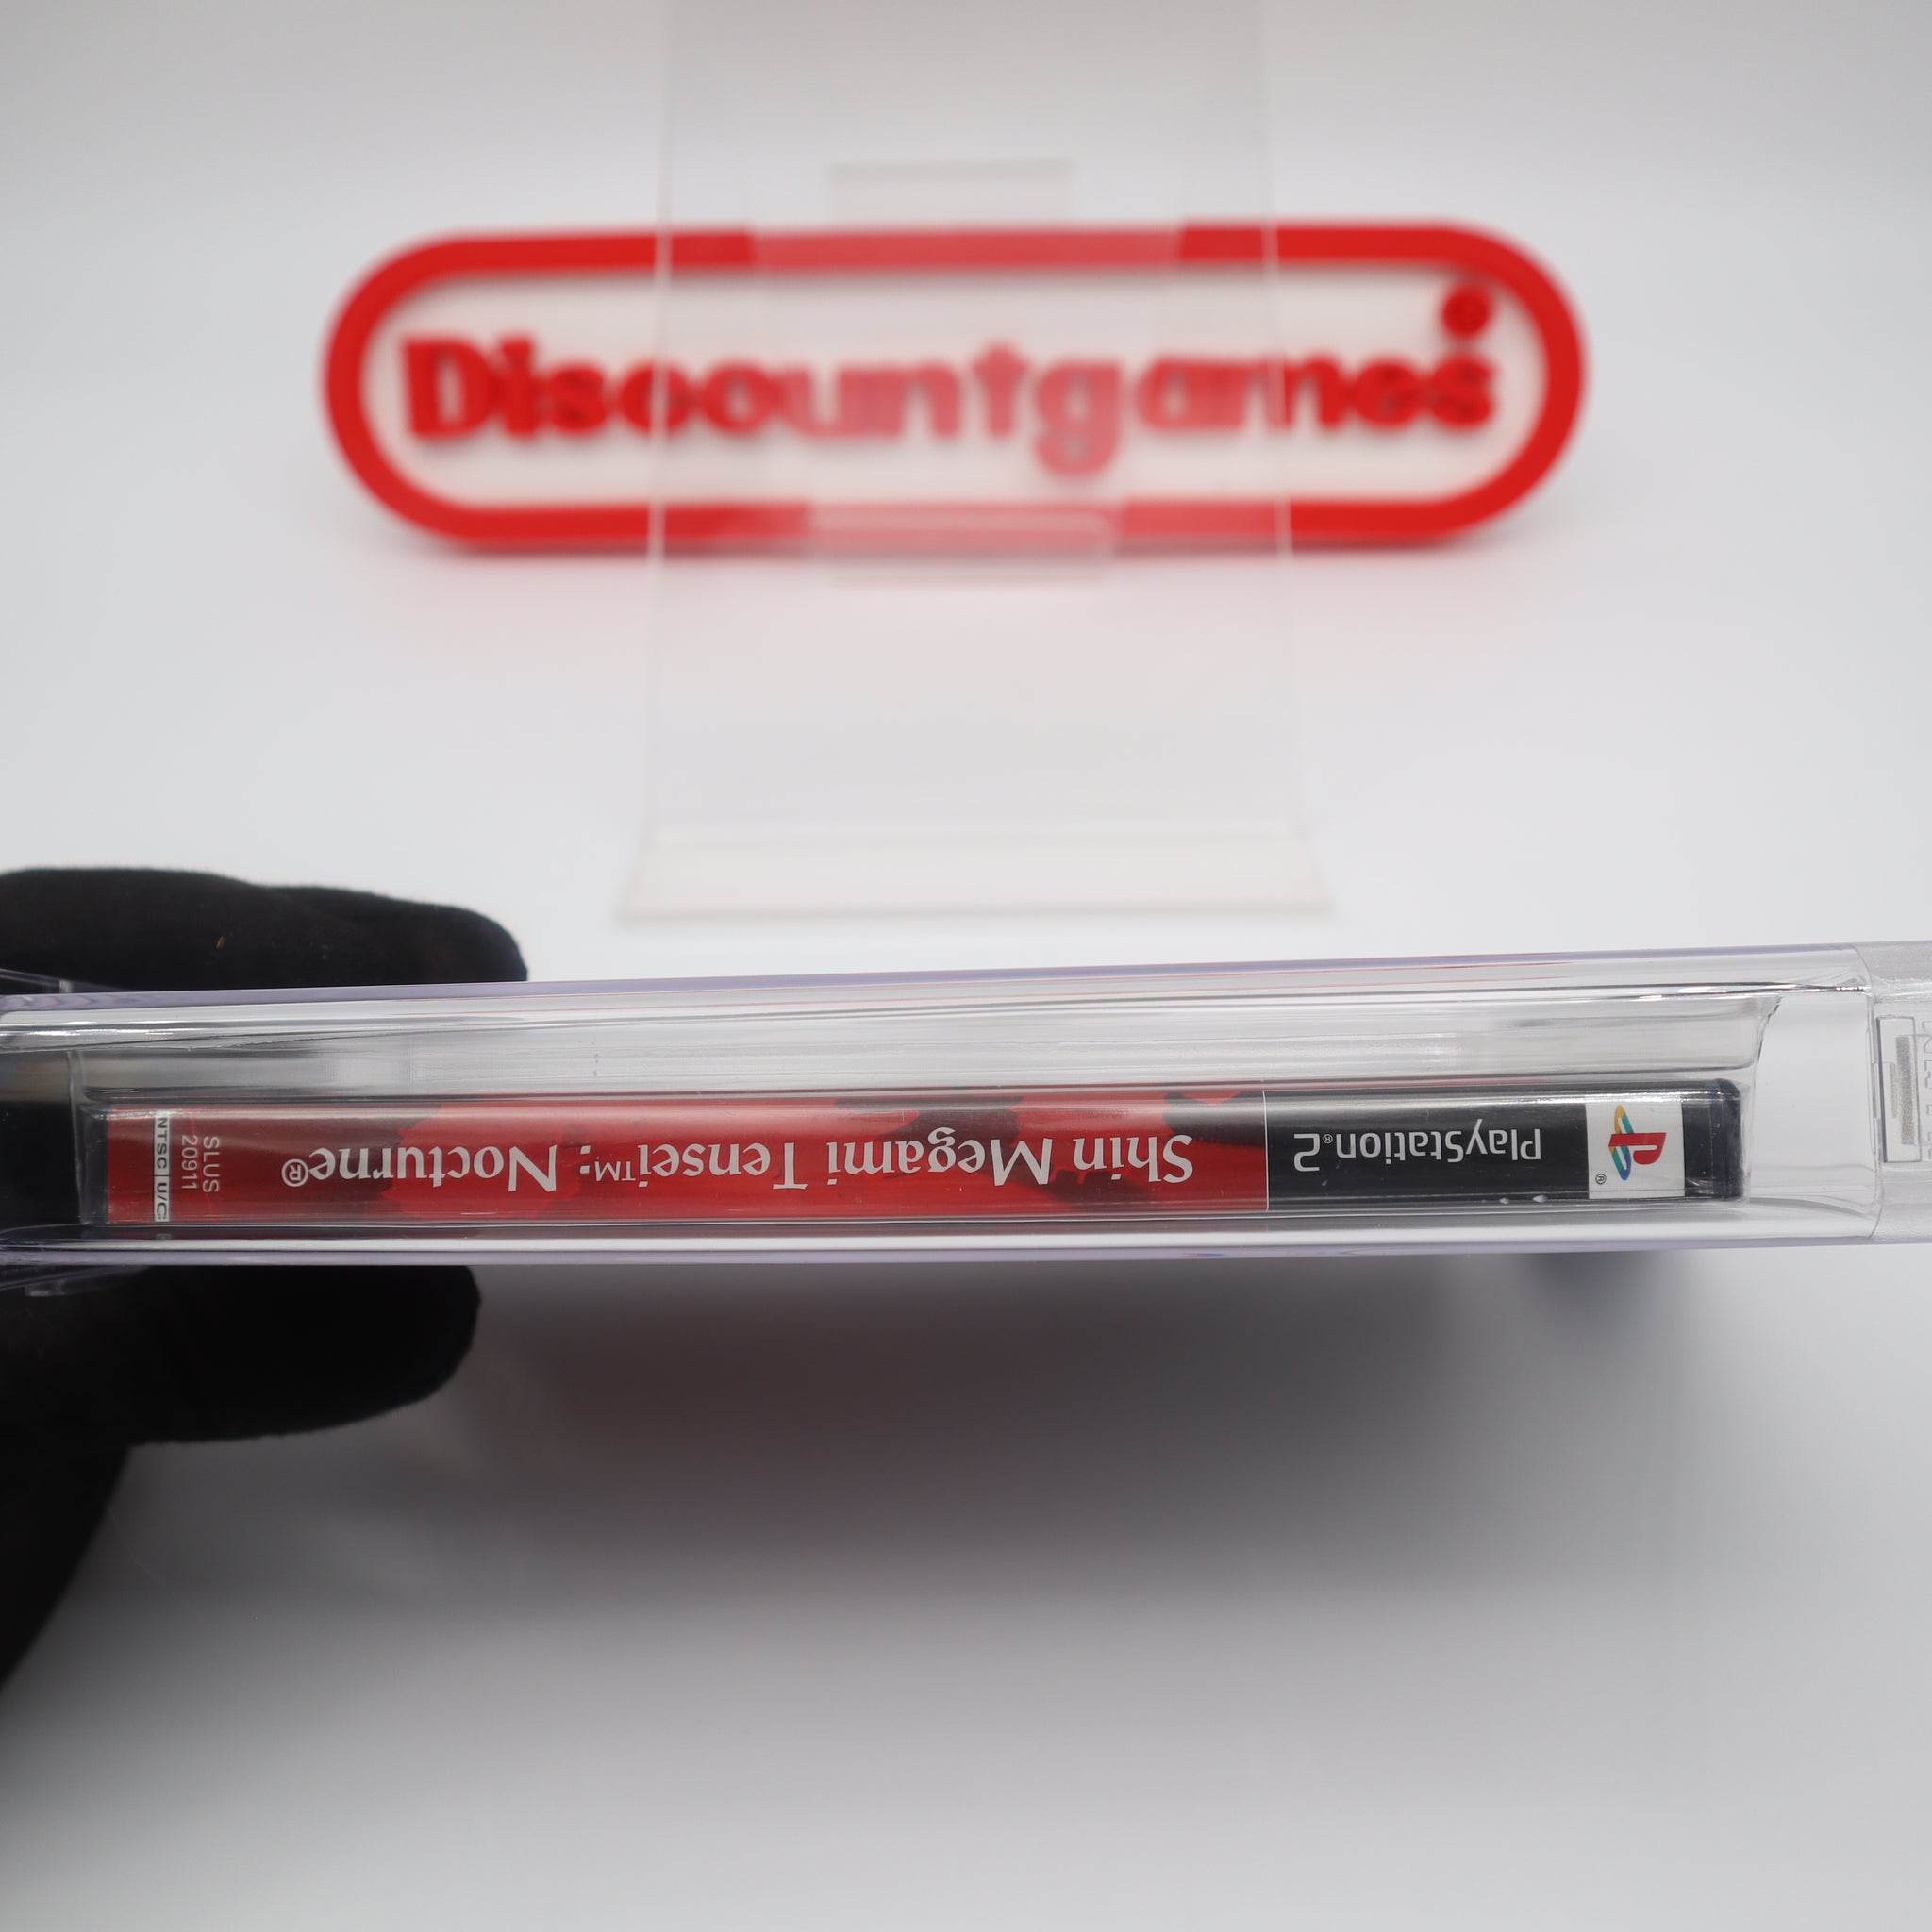 Discountgames
PlayStation®2
Shin Megami Tensei™: Nocturne®
SLUS
20911
NTSC U/C